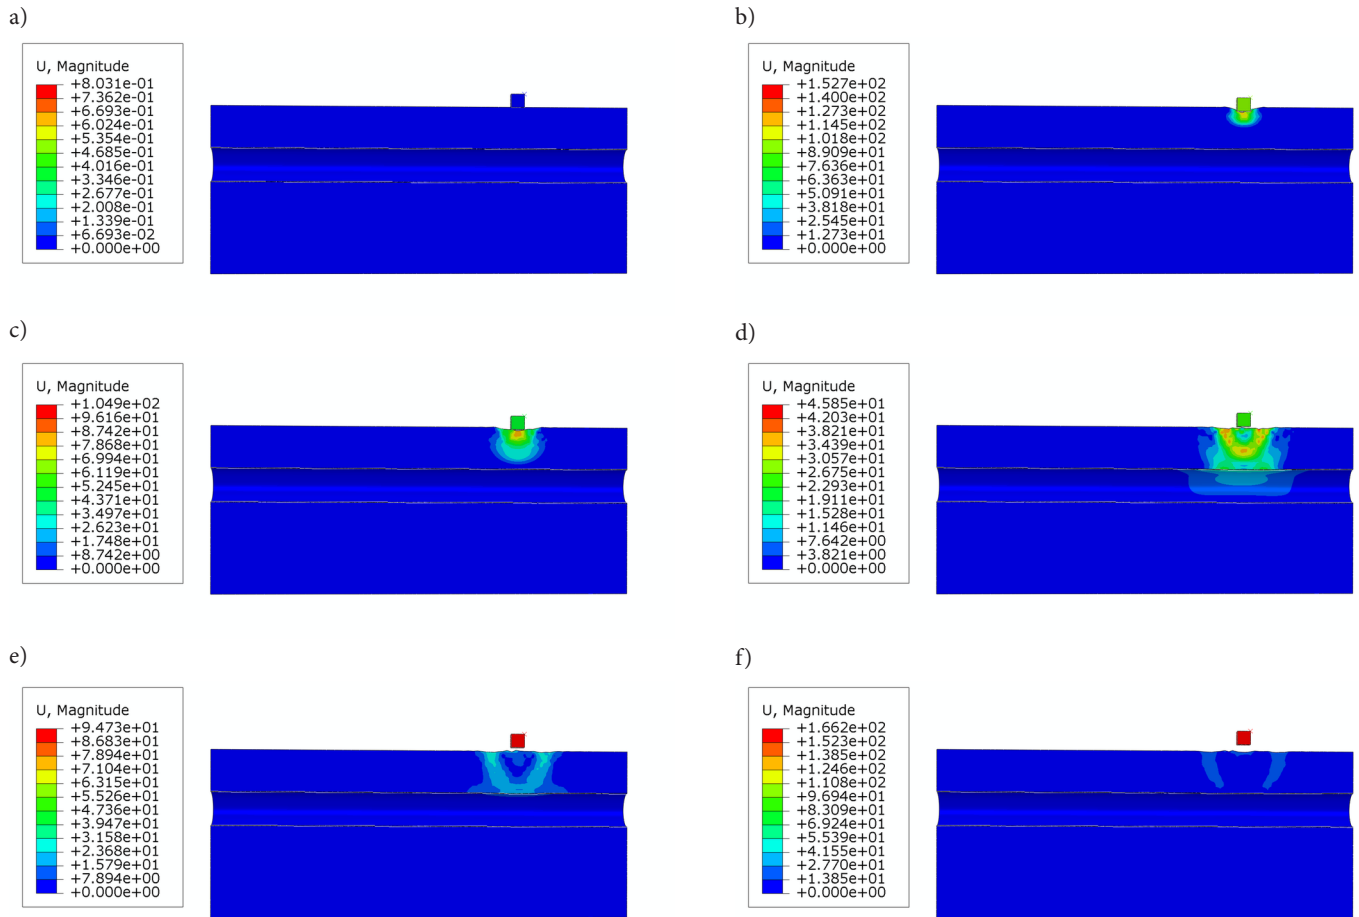 a)
U, Magnitude
+8.031e-01
+7.362e-01
+6.693e-01
+6.024e-01
+5.354e-01
+4.685e-01
+4.016e-01
+3.346e-01
+2.677e-01
+2.008e-01
+1.339e-01
+6.693e-02
+0.000e+00
b)
U, Magnitude
+1.527e+02
+1.400e+02
+1.273e+02
+1.145e+02
+1.018e+02
+8.909e+01
+7.636e+01
+6.363e+01
+5.091e+01
+3.818e+01
+2.545e+01
+1.273e+01
+0.000e+00
c)
U, Magnitude
+1.049e+02
+9.616e+01
+8.742e+01
+7.868e+01
+6.994e+01
+6.119e+01
+5.245e+01
+4.371e+01
+3.497e+01
+2.623e+01
+1.748e+01
+8.742e+00
+0.000e+00
d)
U, Magnitude
+4.585e+01
+4.203e+01
+3.821e+01
+3.439e+01
+3.057e+01
+2.675e+01
+2.293e+01
+1.911e+01
+1.528e+01
+1.146e+01
+7.642e+00
+3.821e+00
+0.000e+00
e)
U, Magnitude
+9.473e+01
+8.683e+01
+7.894e+01
+7.104e+01
+6.315e+01
+5.526e+01
+4.736e+01
+3.947e+01
+3.158e+01
+2.368e+01
+1.579e+01
+7.894e+00
+0.000e+00
f)
U, Magnitude
+1.662e+02
+1.523e+02
+1.385e+02
+1.246e+02
+1.108e+02
+9.694e+01
+8.309e+01
+6.924e+01
+5.539e+01
+4.155e+01
+2.770e+01
+1.385e+01
+0.000e+00